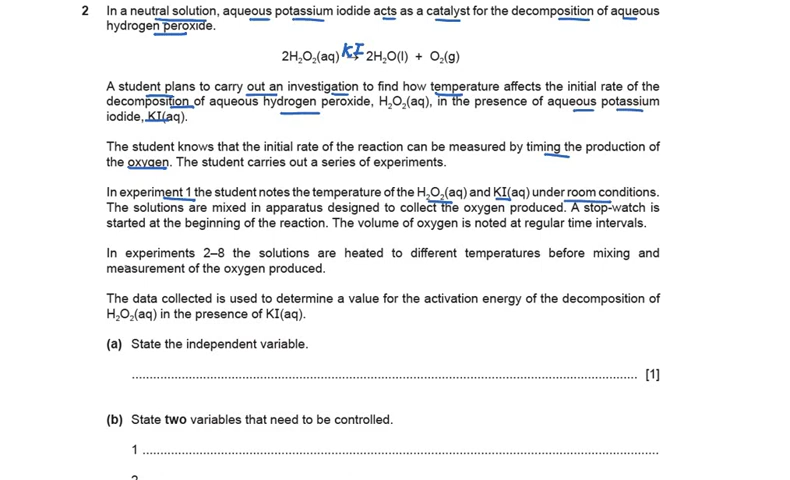 2 In a neutral solution, aqueous potassium iodide acts as a catalyst for the decomposition of aqueous
hydrogen peroxide.
KI
2H₂O₂(aq) → 2H₂O(l) + O₂(g)
A student plans to carry out an investigation to find how temperature affects the initial rate of the
decomposition of aqueous hydrogen peroxide, H₂O₂(aq), in the presence of aqueous potassium
iodide, KI(aq).
The student knows that the initial rate of the reaction can be measured by timing the production of
the oxygen. The student carries out a series of experiments.
In experiment 1 the student notes the temperature of the H₂O₂(aq) and KI(aq) under room conditions.
The solutions are mixed in apparatus designed to collect the oxygen produced. A stop-watch is
started at the beginning of the reaction. The volume of oxygen is noted at regular time intervals.
In experiments 2–8 the solutions are heated to different temperatures before mixing and
measurement of the oxygen produced.
The data collected is used to determine a value for the activation energy of the decomposition of
H₂O₂(aq) in the presence of KI(aq).
(a) State the independent variable.
[1]
(b) State two variables that need to be controlled.
1